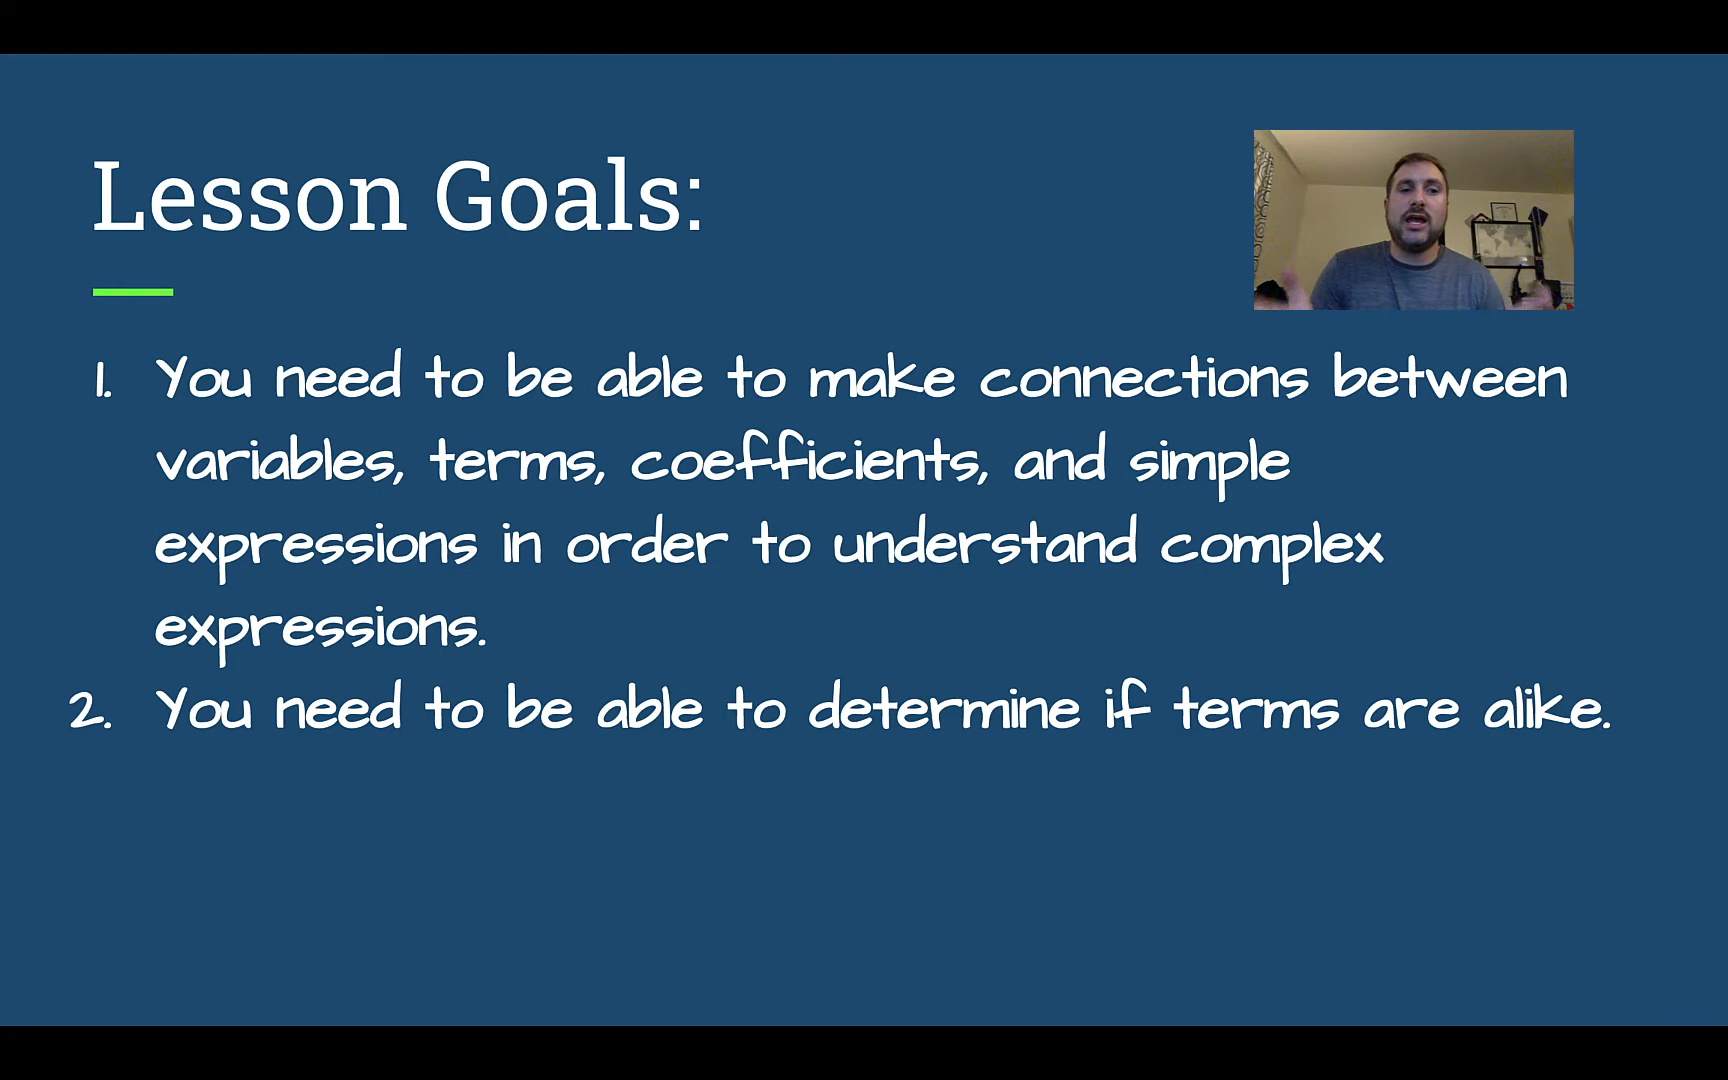 Lesson Goals:
1. You need to be able to make connections between
variables, terms, coefficients, and simple
expressions in order to understand complex
expressions.
2. You need to be able to determine if terms are alike.